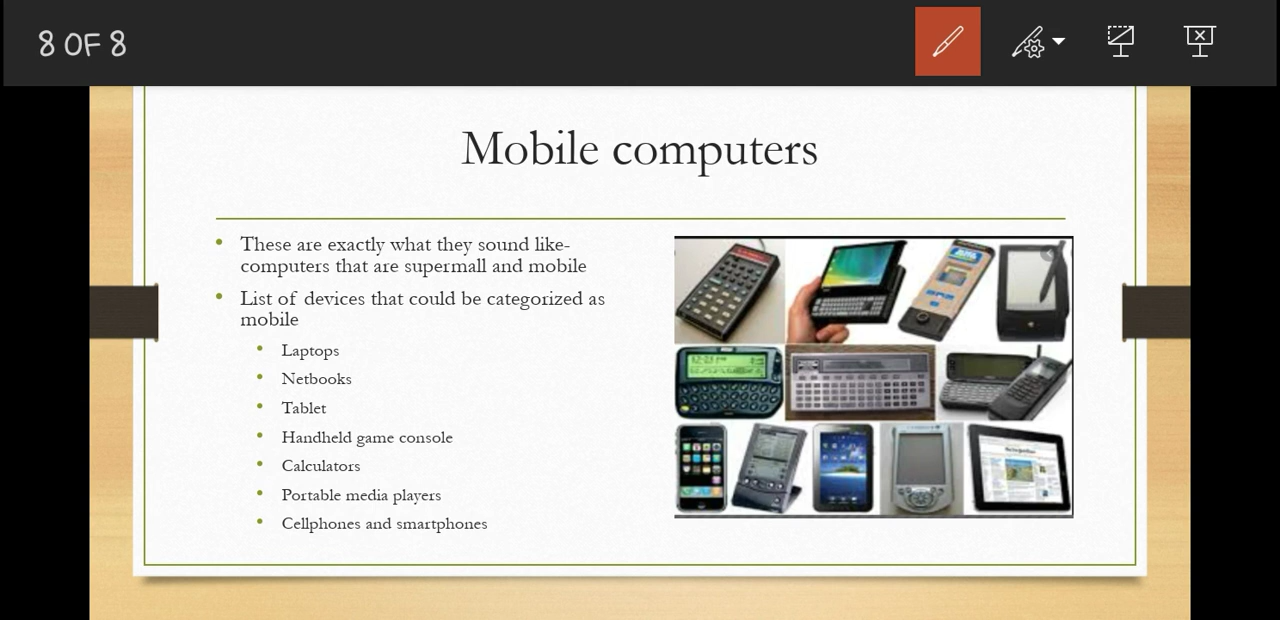 8 OF 8
Mobile computers
These are exactly what they sound like-
computers that are supermall and mobile
List of devices that could be categorized as
mobile
Laptops
Netbooks
Tablet
Handheld game console
Calculators
Portable media players
Cellphones and smartphones